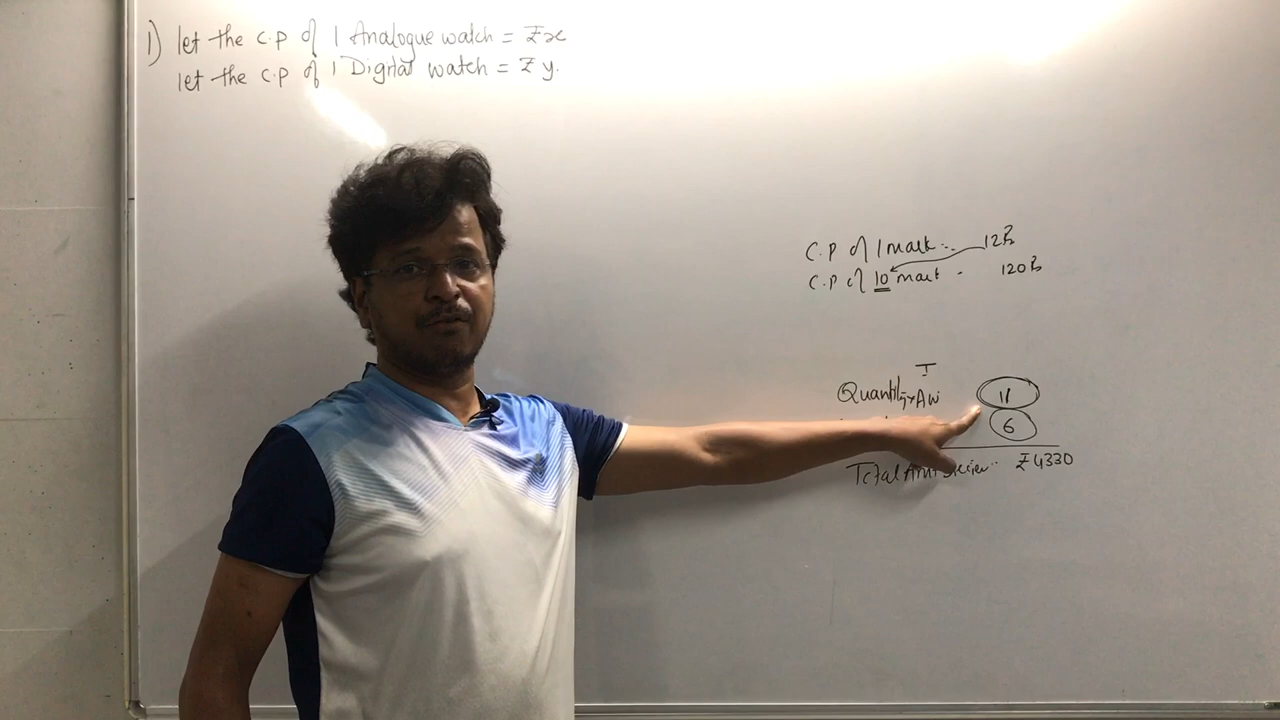 1) let the C.P of 1 Analogue watch = ₹x
let the C.P of 1 Digital watch = ₹ y.
C.P of 1 mark :. 12Rs
C.P of 10 mark - 120Rs
I
Quantity Aw 11
6
Total Amt ₹ 4330